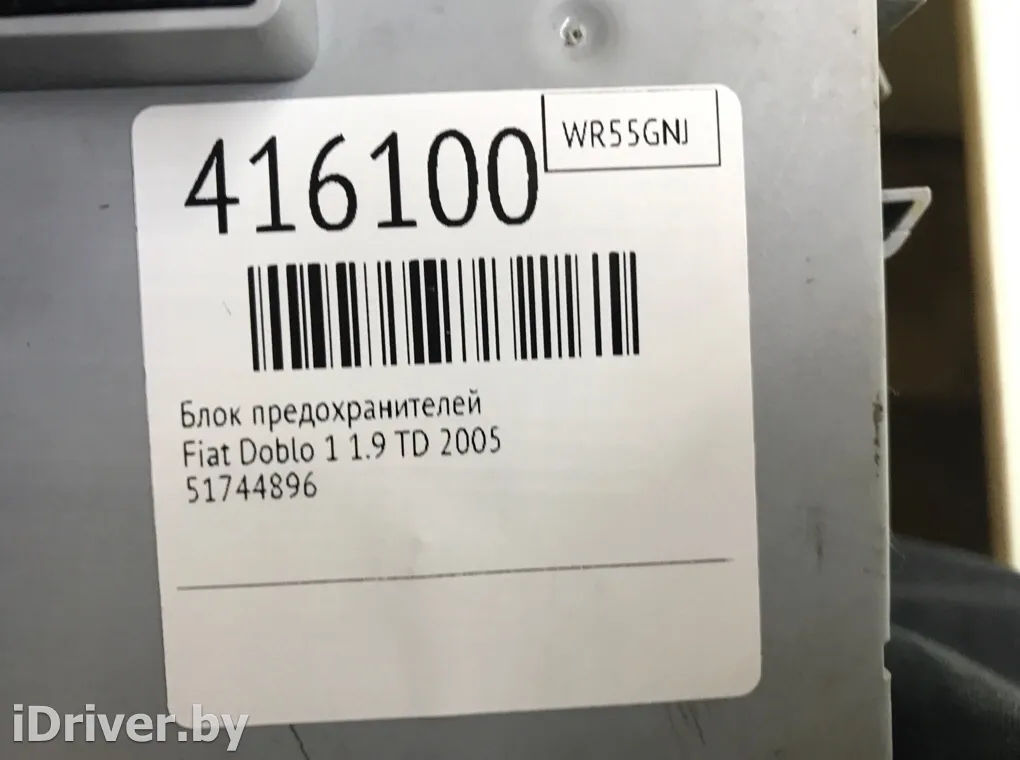 416100
WR55GNJ
Блок предохранителей
Fiat Doblo 1 1.9 TD 2005
51744896
iDriver.by